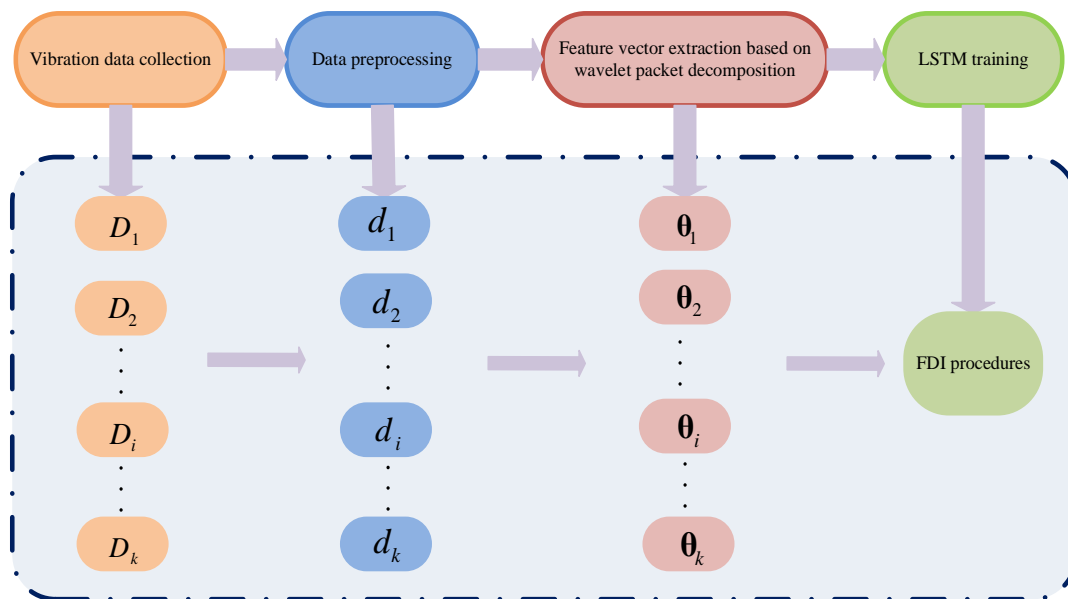 Vibration data collection
Data preprocessing
Feature vector extraction based on
wavelet packet decomposition
LSTM training
D₁
d₁
θ₁
D₂
d₂
θ₂
FDI procedures
Dᵢ
dᵢ
θᵢ
Dₖ
dₖ
θₖ